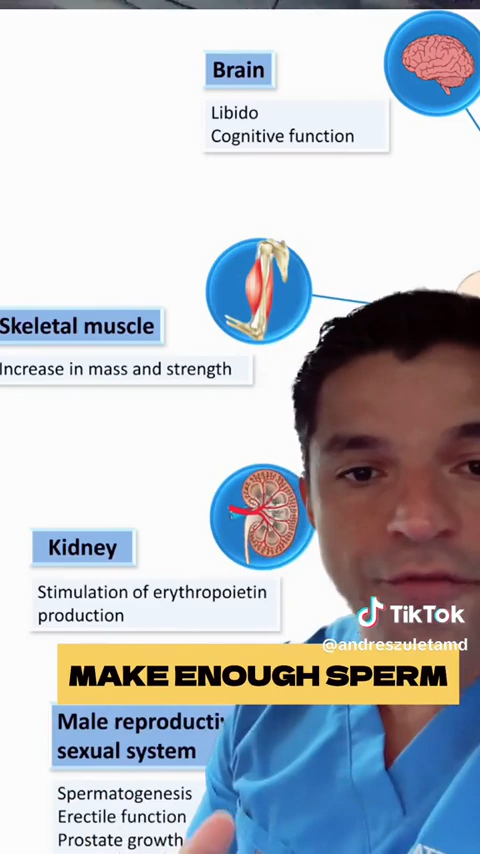 Brain
Libido
Cognitive function
Skeletal muscle
Increase in mass and strength
Kidney
Stimulation of erythropoietin
production
TikTok
@andreszuletamd
MAKE ENOUGH SPERM
Male
sexual system
Spermatogenesis
Erectile function
Prostate growth